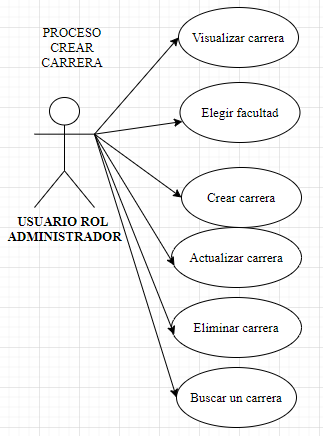 PROCESO
CREAR
CARRERA
Visualizar carrera
Elegir facultad
Crear carrera
USUARIO ROL
ADMINISTRADOR
Actualizar carrera
Eliminar carrera
Buscar un carrera